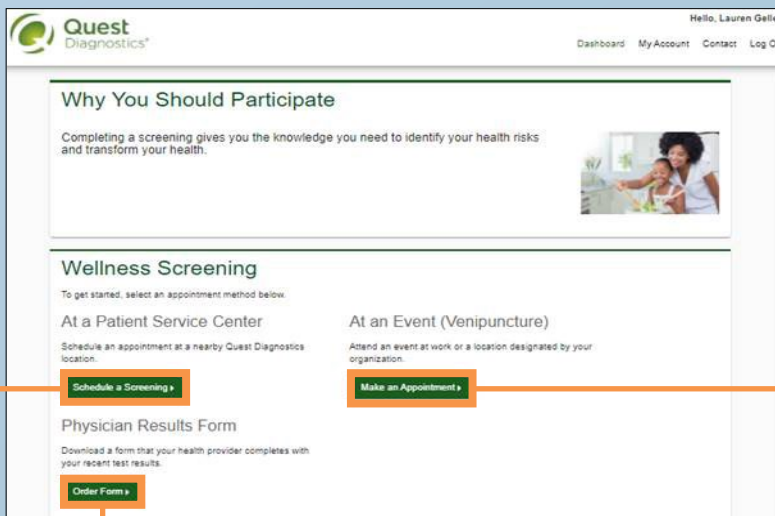 Quest
Diagnostics®
Hello, Lauren
Dashboard My Account Contact Log
Why You Should Participate
Completing a screening gives you the knowledge you need to identify your health risks
and transform your health.
Wellness Screening
To get started, select an appointment method below.
At a Patient Service Center
Schedule an appointment at a nearby Quest Diagnostics
location.
Schedule a Screening
At an Event (Venipuncture)
Attend an event at work or a location designated by your
organization.
Make an Appointment
Physician Results Form
Download a form that your health provider completes with
your recent test results.
Order Form